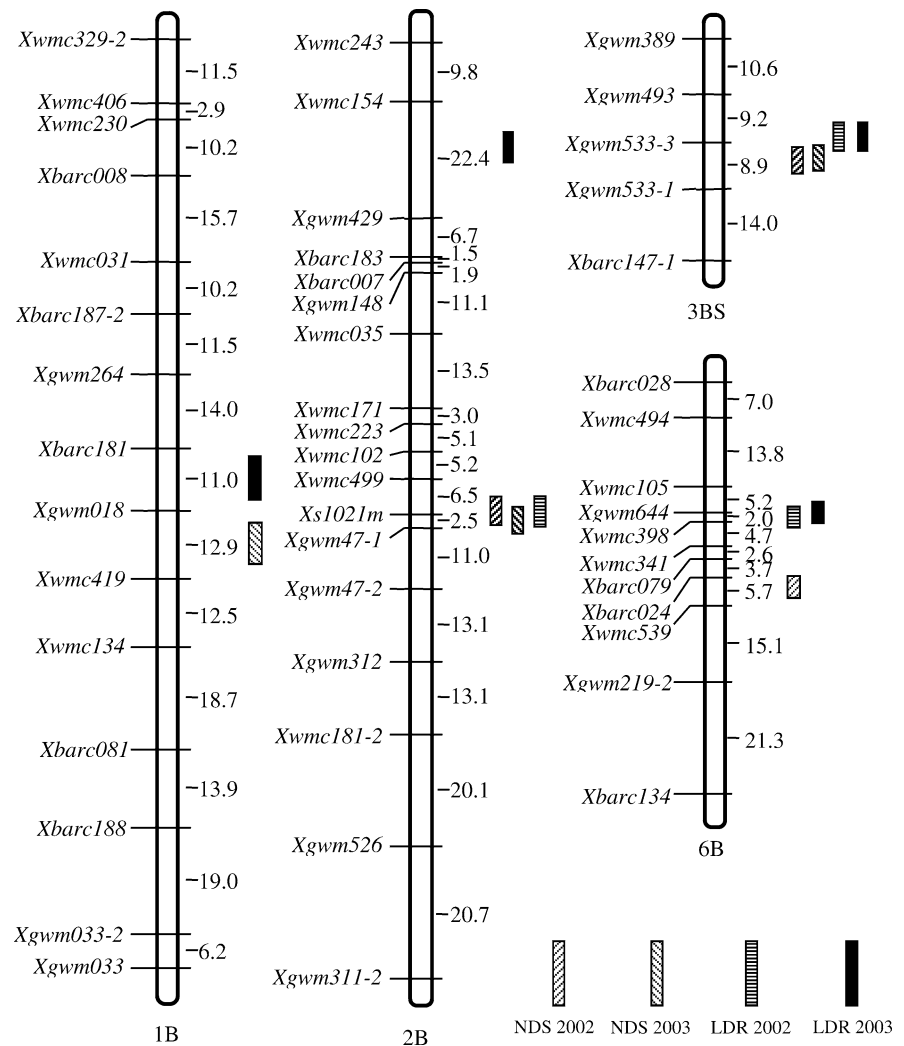 Xwmc329-2
11.5
Xwmc406
2.9
Xwmc230
10.2
Xbarc008
15.7
Xwmc031
10.2
Xbarc187-2
11.5
Xgwm264
14.0
Xbarc181
11.0
Xgwm018
12.9
Xwmc419
12.5
Xwmc134
18.7
Xbarc081
13.9
Xbarc188
19.0
Xgwm033-2
6.2
Xgwm033
1B
Xwmc243
9.8
Xwmc154
22.4
Xgwm429
6.7
Xbarc183
1.5
Xbarc007
1.9
Xgwm148
11.1
Xwmc035
13.5
Xwmc171
3.0
Xwmc223
5.1
Xwmc102
5.2
Xwmc499
6.5
Xs1021m
2.5
Xgwm47-1
11.0
Xgwm47-2
13.1
Xgwm312
13.1
Xwmc181-2
20.1
Xgwm526
20.7
Xgwm311-2
2B
Xgwm389
10.6
Xgwm493
9.2
Xgwm533-3
8.9
Xgwm533-1
14.0
Xbarc147-1
3BS
Xbarc028
7.0
Xwmc494
13.8
Xwmc105
5.2
Xgwm644
2.0
Xwmc398
4.7
Xwmc341
2.6
Xbarc079
3.7
Xbarc024
5.7
Xwmc539
15.1
Xgwm219-2
21.3
Xbarc134
6B
NDS 2002
NDS 2003
LDR 2002
LDR 2003